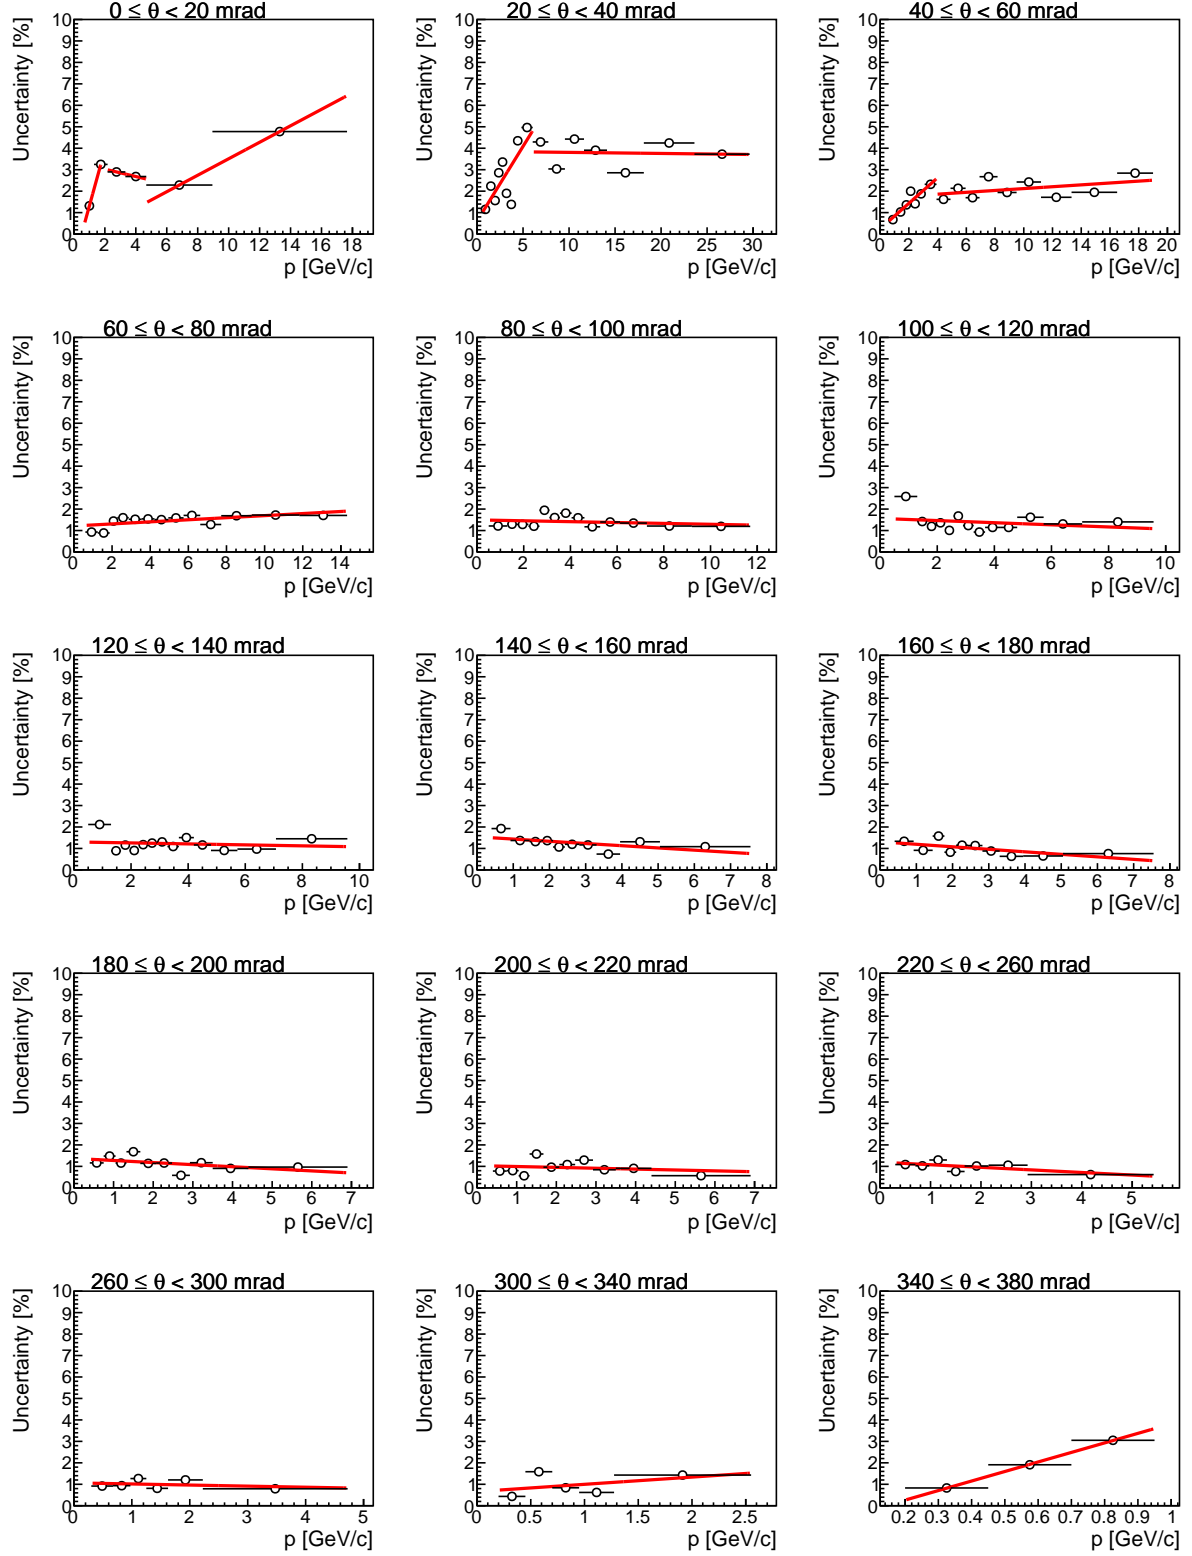 0 ≤ θ < 20 mrad
Uncertainty [%]
10
9
8
7
6
5
4
3
2
1
0
0 2 4 6 8 10 12 14 16 18
p [GeV/c]
20 ≤ θ < 40 mrad
Uncertainty [%]
10
9
8
7
6
5
4
3
2
1
0
0 5 10 15 20 25 30
p [GeV/c]
40 ≤ θ < 60 mrad
Uncertainty [%]
10
9
8
7
6
5
4
3
2
1
0
0 2 4 6 8 10 12 14 16 18 20
p [GeV/c]
60 ≤ θ < 80 mrad
Uncertainty [%]
10
9
8
7
6
5
4
3
2
1
0
0 2 4 6 8 10 12 14
p [GeV/c]
80 ≤ θ < 100 mrad
Uncertainty [%]
10
9
8
7
6
5
4
3
2
1
0
0 2 4 6 8 10 12
p [GeV/c]
100 ≤ θ < 120 mrad
Uncertainty [%]
10
9
8
7
6
5
4
3
2
1
0
0 2 4 6 8 10
p [GeV/c]
120 ≤ θ < 140 mrad
Uncertainty [%]
10
9
8
7
6
5
4
3
2
1
0
0 2 4 6 8 10
p [GeV/c]
140 ≤ θ < 160 mrad
Uncertainty [%]
10
9
8
7
6
5
4
3
2
1
0
0 1 2 3 4 5 6 7 8
p [GeV/c]
160 ≤ θ < 180 mrad
Uncertainty [%]
10
9
8
7
6
5
4
3
2
1
0
0 1 2 3 4 5 6 7 8
p [GeV/c]
180 ≤ θ < 200 mrad
Uncertainty [%]
10
9
8
7
6
5
4
3
2
1
0
0 1 2 3 4 5 6 7
p [GeV/c]
200 ≤ θ < 220 mrad
Uncertainty [%]
10
9
8
7
6
5
4
3
2
1
0
0 1 2 3 4 5 6 7
p [GeV/c]
220 ≤ θ < 260 mrad
Uncertainty [%]
10
9
8
7
6
5
4
3
2
1
0
0 1 2 3 4 5
p [GeV/c]
260 ≤ θ < 300 mrad
Uncertainty [%]
10
9
8
7
6
5
4
3
2
1
0
0 1 2 3 4 5
p [GeV/c]
300 ≤ θ < 340 mrad
Uncertainty [%]
10
9
8
7
6
5
4
3
2
1
0
0 0.5 1 1.5 2 2.5
p [GeV/c]
340 ≤ θ < 380 mrad
Uncertainty [%]
10
9
8
7
6
5
4
3
2
1
0
0.2 0.3 0.4 0.5 0.6 0.7 0.8 0.9 1
p [GeV/c]